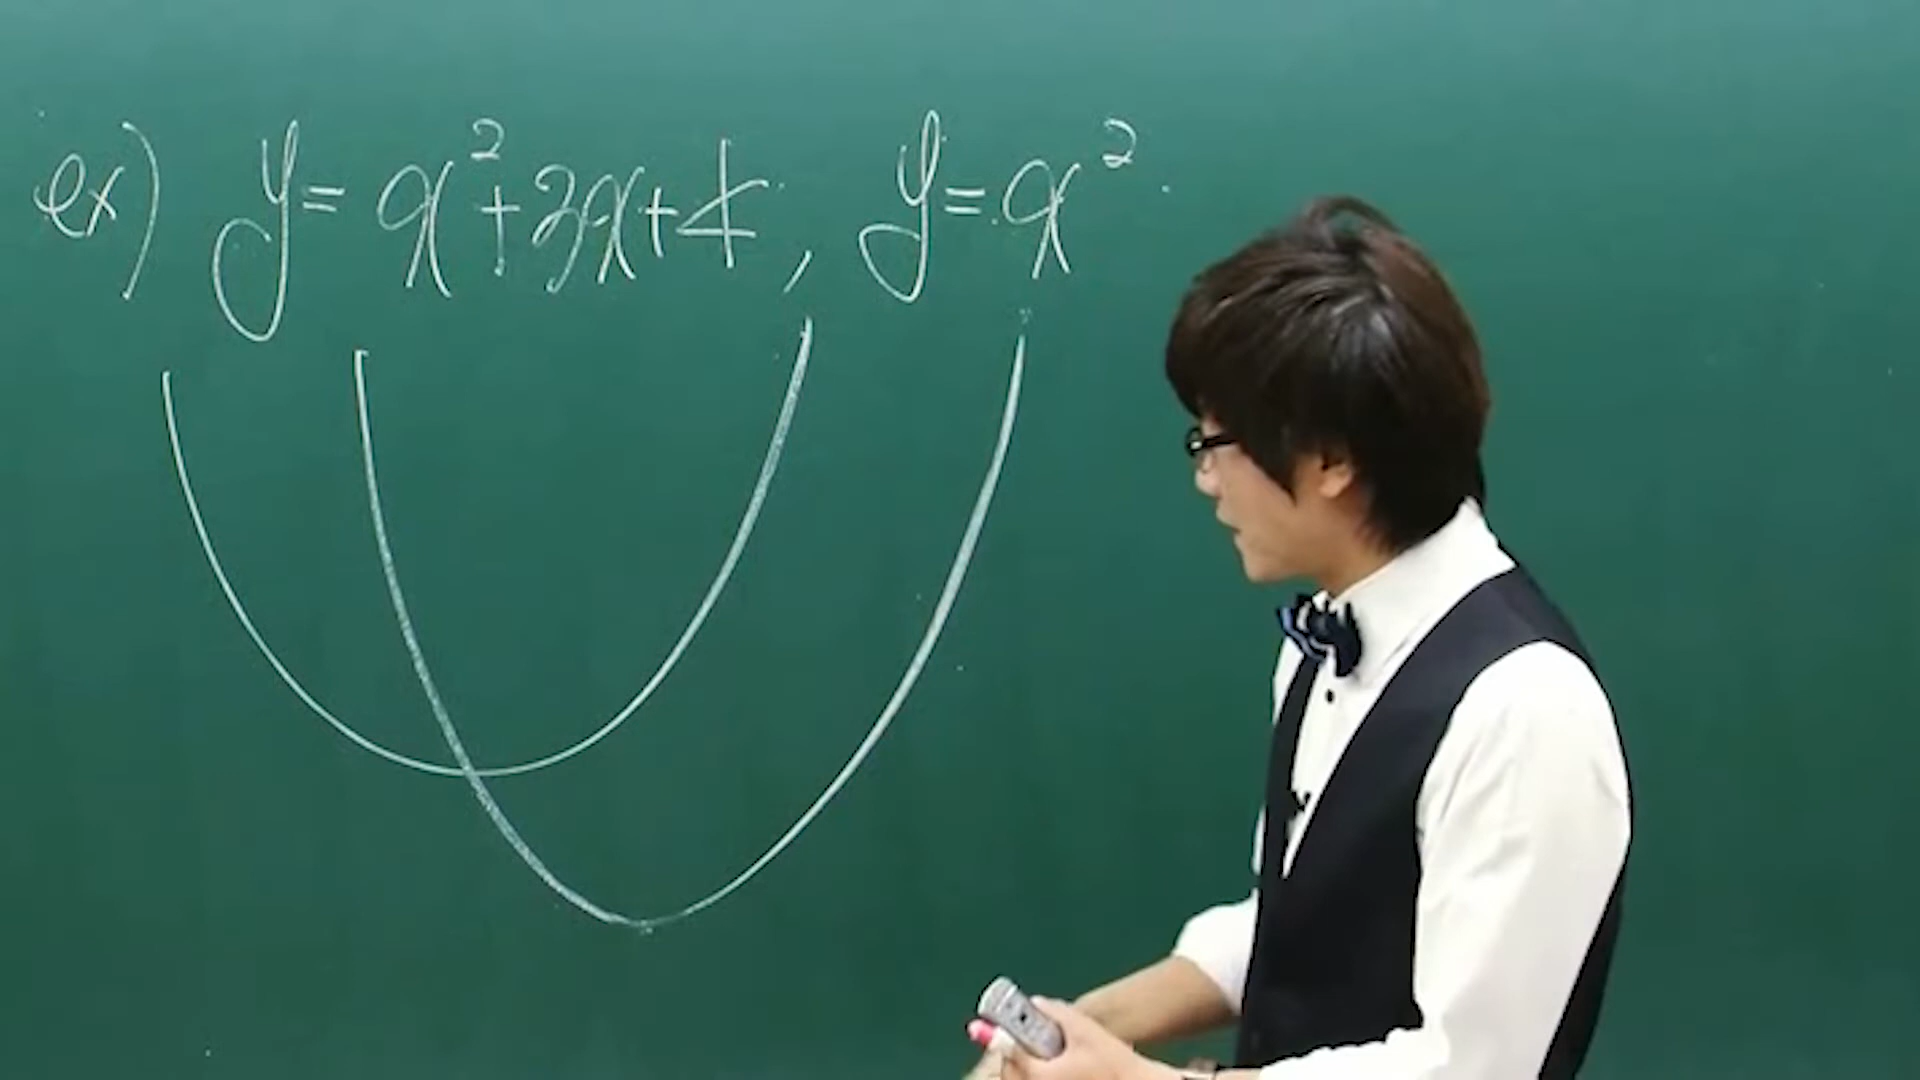 ex) y = x²+3x+4, y = x²